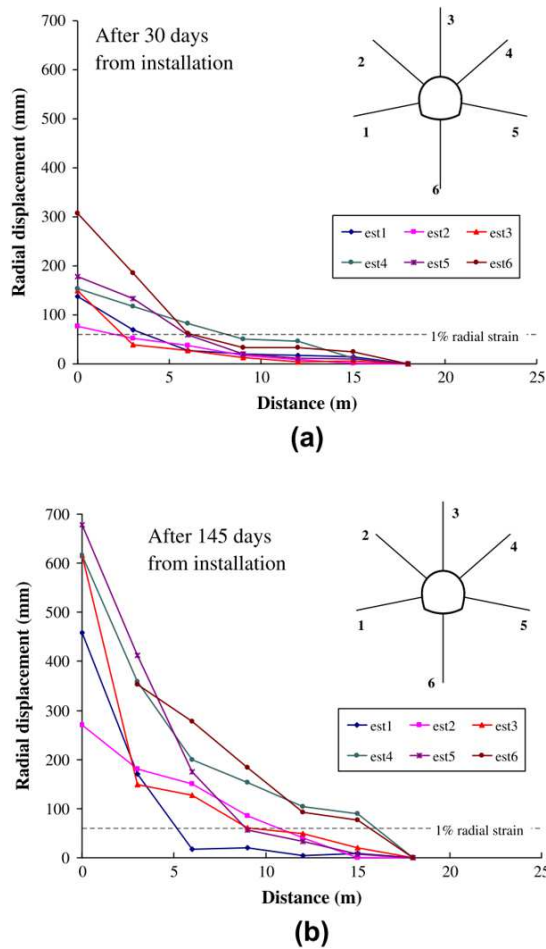 700
600
500
400
300
200
100
0
Radial displacement (mm)
After 30 days
from installation
3
2
4
1
5
6
est1 est2 est3
est4 est5 est6
1% radial strain
0 5 10 15 20 25
Distance (m)
(a)
700
600
500
400
300
200
100
0
Radial displacement (mm)
After 145 days
from installation
3
2
4
1
5
6
est1 est2 est3
est4 est5 est6
1% radial strain
0 5 10 15 20 25
Distance (m)
(b)